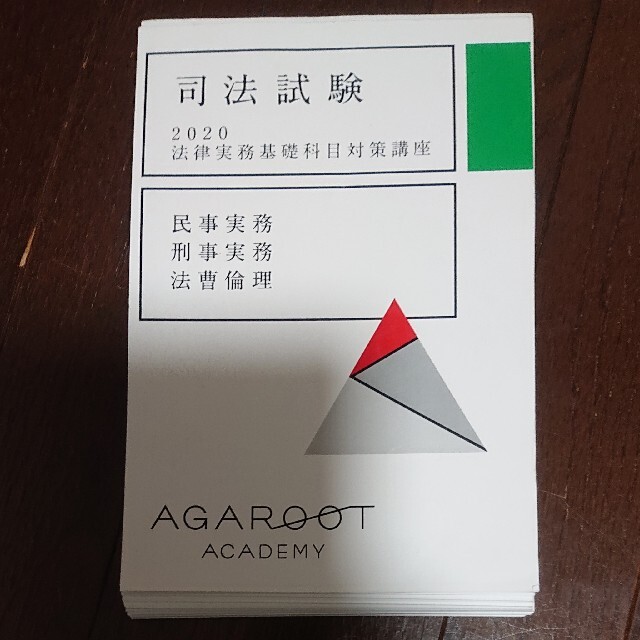 司法試験
2020
法律実務基礎科目対策講座
民事実務
刑事実務
法曹倫理
AGAROOT
ACADEMY